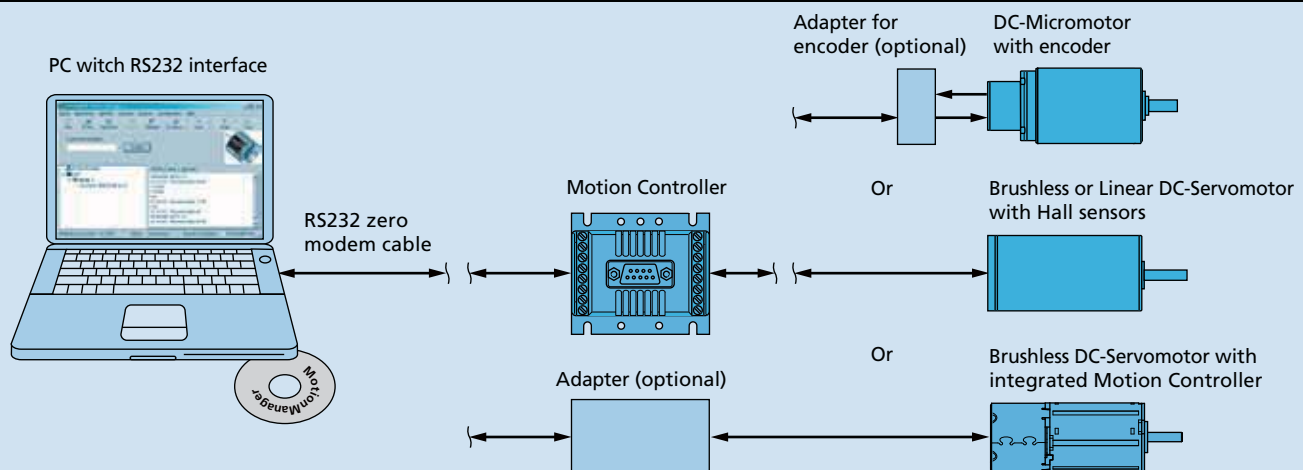 Adapter for
encoder (optional)
DC-Micromotor
with encoder
PC witch RS232 interface
Motion Controller
Or
Brushless or Linear DC-Servomotor
with Hall sensors
RS232 zero
modem cable
Or
Brushless DC-Servomotor with
integrated Motion Controller
Adapter (optional)
MotionManager